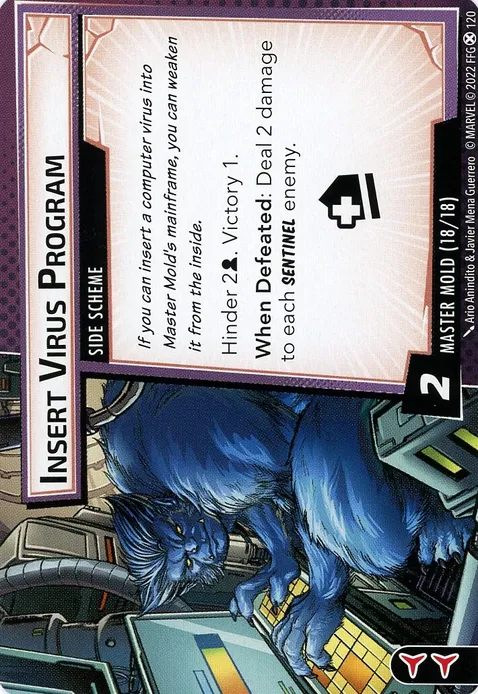 INSERT VIRUS PROGRAM
SIDE SCHEME
If you can insert a computer virus into
Master Mold's mainframe, you can weaken
it from the inside.
Hinder 2. Victory 1.
When Defeated: Deal 2 damage
to each SENTINEL enemy.
2
MASTER MOLD (18/18)
Ario Anindito & Javier Mena Guerrero © MARVEL © 2022 FFG 120